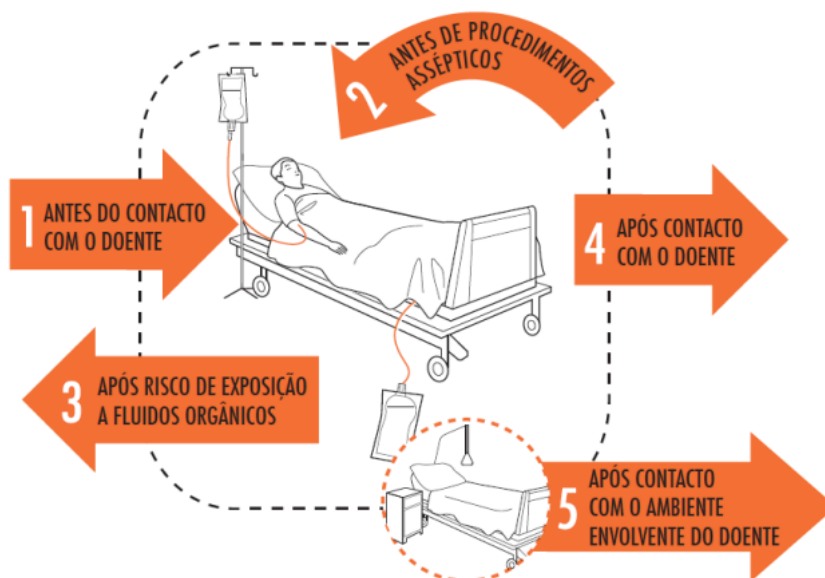 1 ANTES DO CONTACTO
COM O DOENTE
2 ANTES DE PROCEDIMENTOS
ASSÉPTICOS
3 APÓS RISCO DE EXPOSIÇÃO
A FLUIDOS ORGÂNICOS
4 APÓS CONTACTO
COM O DOENTE
5 APÓS CONTACTO
COM O AMBIENTE
ENVOLVENTE DO DOENTE